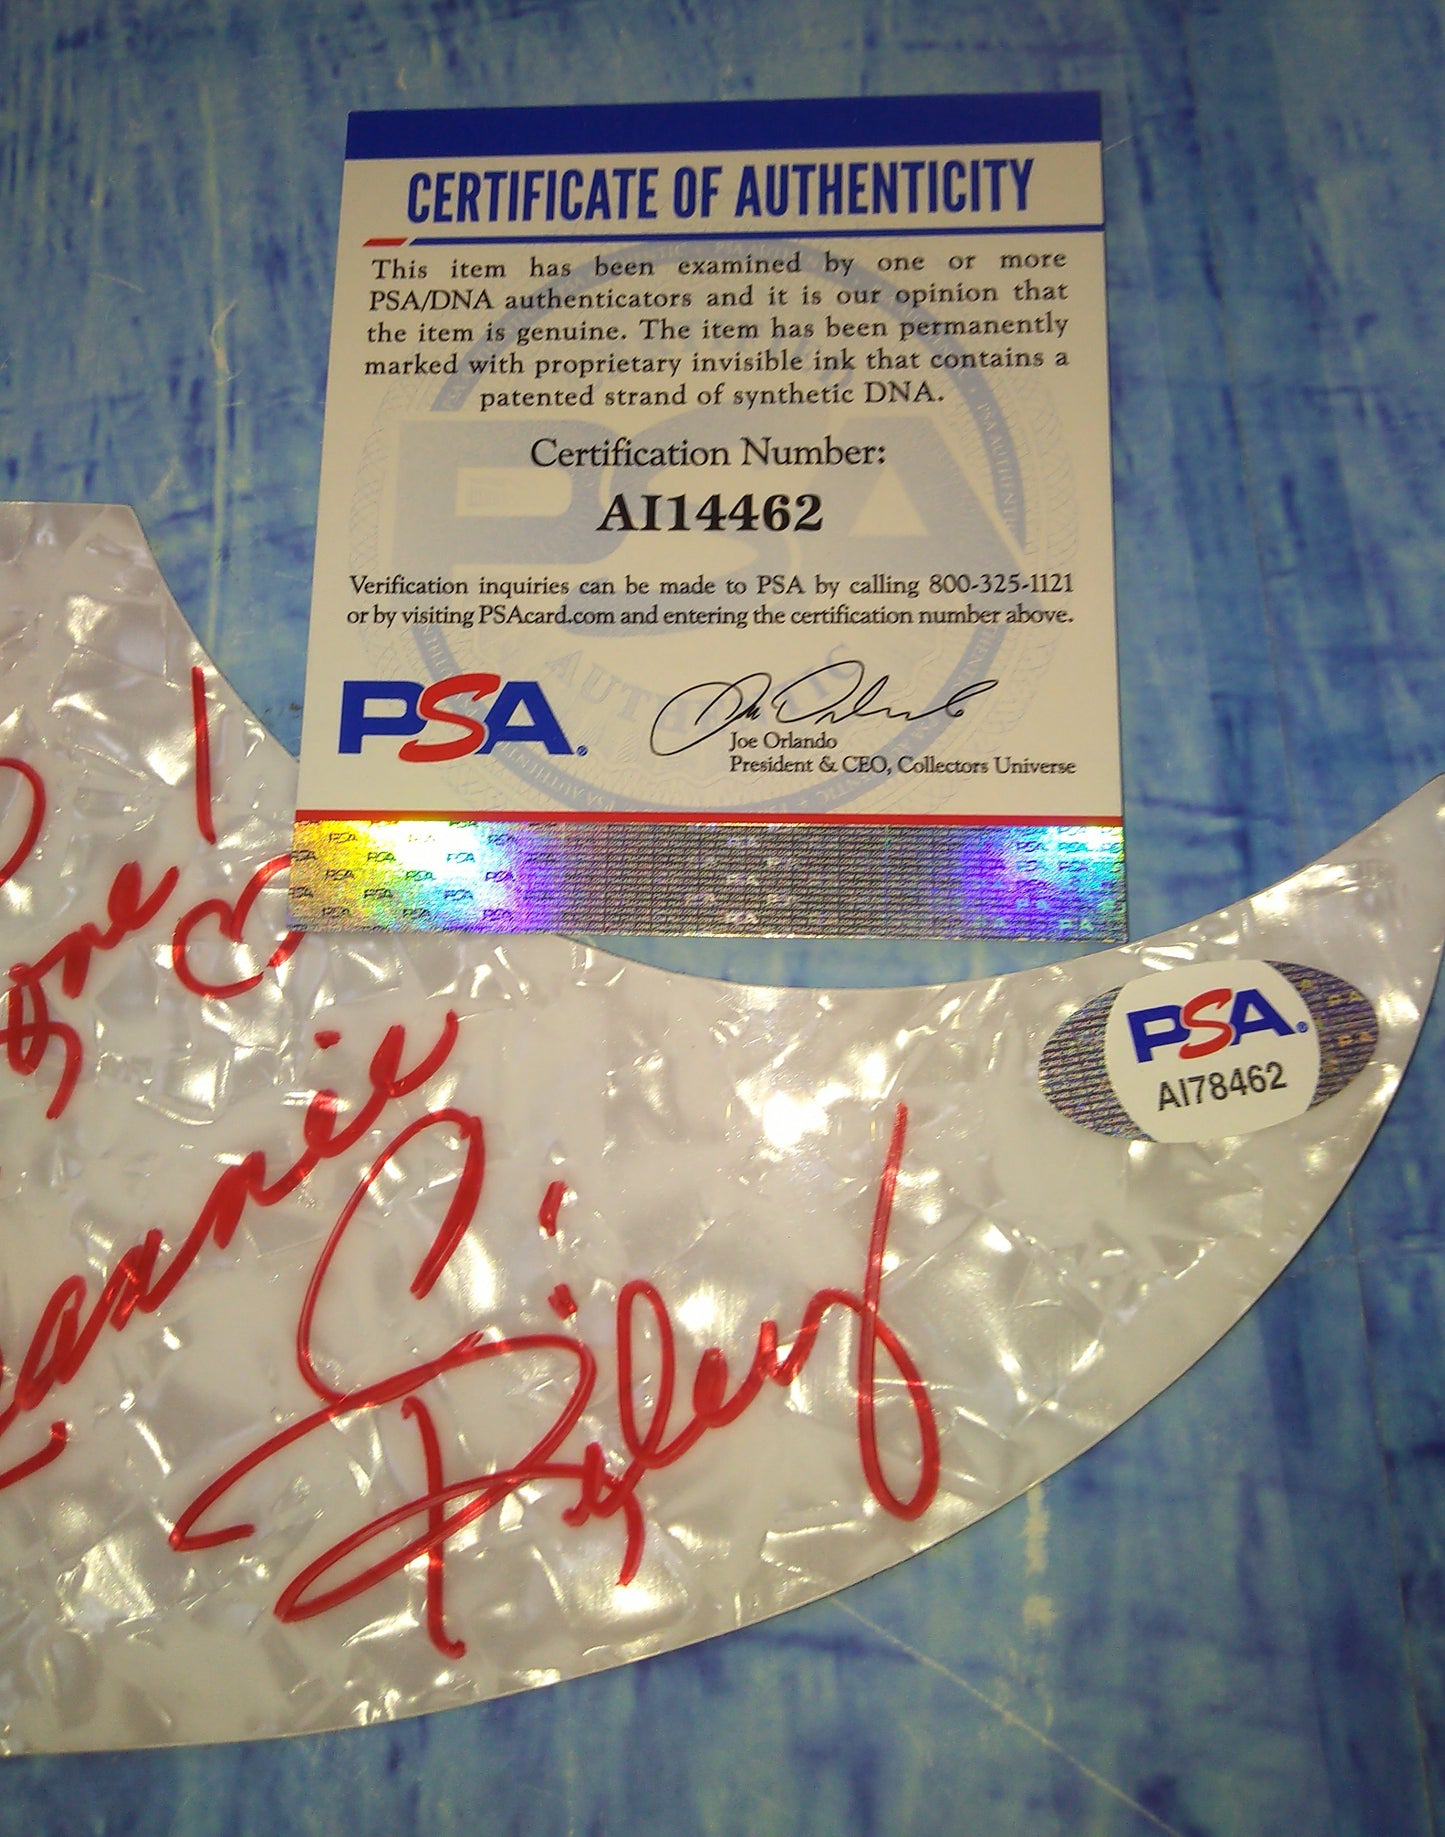 CERTIFICATE OF AUTHENTICITY
This item has been examined by one or more
PSA/DNA authenticators and it is our opinion that
the item is genuine. The item has been permanently
marked with proprietary invisible ink that contains a
patented strand of synthetic DNA.
Certification Number:
AI14462
Verification inquiries can be made to PSA by calling 800-325-1121
or by visiting PSAcard.com and entering the certification number above.
PSA®
Joe Orlando
President & CEO, Collectors Universe
PSA®
AI78462
Jeannie
C.
Riley